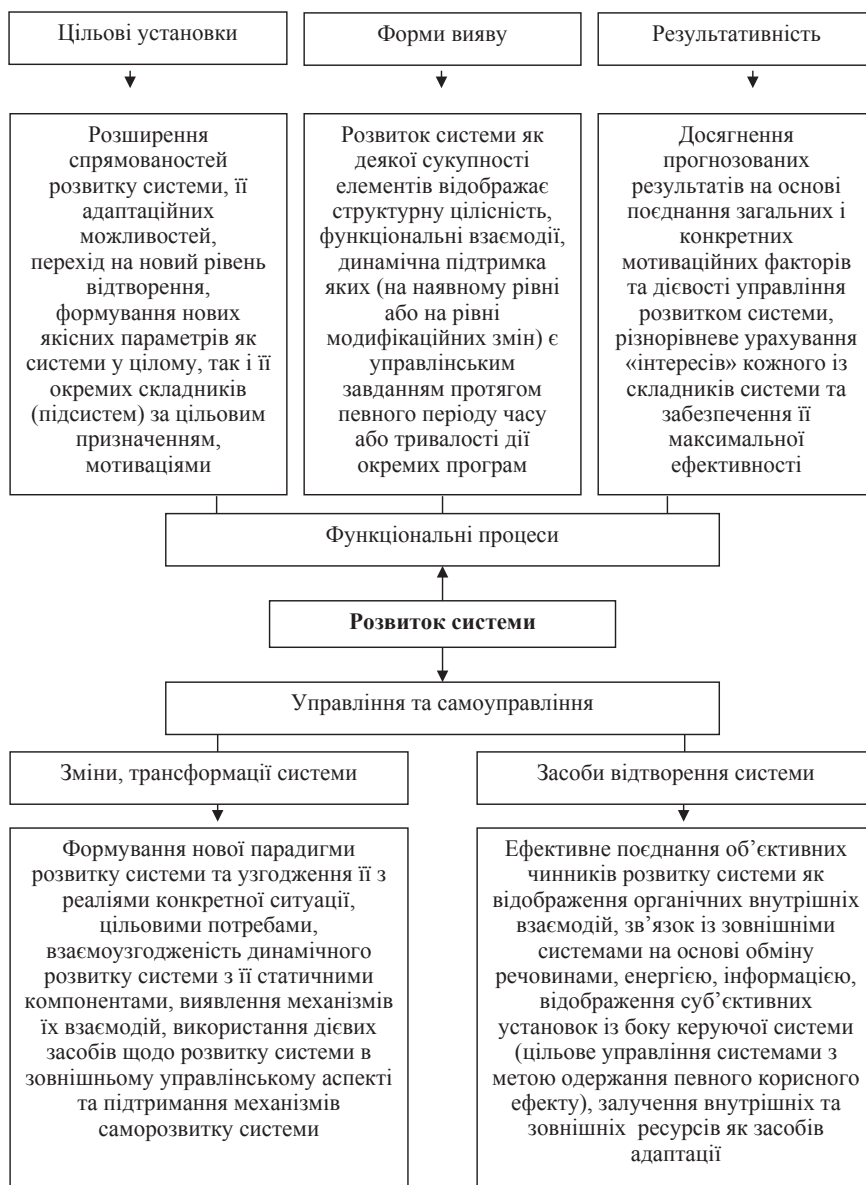 Цільові установки
Форми вияву
Результативність
Розширення
спрямованостей
розвитку системи, її
адаптаційних
можливостей,
перехід на новий рівень
відтворення,
формування нових
якісних параметрів як
системи у цілому, так і її
окремих складників
(підсистем) за цільовим
призначенням,
мотиваціями
Розвиток системи як
деякої сукупності
елементів відображає
структурну цілісність,
функціональні взаємодії,
динамічна підтримка
яких (на наявному рівні
або на рівні
модифікаційних змін) є
управлінським
завданням протягом
певного періоду часу
або тривалості дії
окремих програм
Досягнення
прогнозованих
результатів на основі
поєднання загальних і
конкретних
мотиваційних факторів
та дієвості управління
розвитком системи,
різнорівневе урахування
«інтересів» кожного із
складників системи та
забезпечення її
максимальної
ефективності
Функціональні процеси
Розвиток системи
Управління та самоуправління
Зміни, трансформації системи
Засоби відтворення системи
Формування нової парадигми
розвитку системи та узгодження її з
реаліями конкретної ситуації,
цільовими потребами,
взаємоузгодженість динамічного
розвитку системи з її статичними
компонентами, виявлення механізмів
їх взаємодій, використання дієвих
засобів щодо розвитку системи в
зовнішньому управлінському аспекті
та підтримання механізмів
саморозвитку системи
Ефективне поєднання об’єктивних
чинників розвитку системи як
відображення органічних внутрішніх
взаємодій, зв’язок із зовнішніми
системами на основі обміну
речовинами, енергією, інформацією,
відображення суб’єктивних
установок із боку керуючої системи
(цільове управління системами з
метою одержання певного корисного
ефекту), залучення внутрішніх та
зовнішніх ресурсів як засобів
адаптації